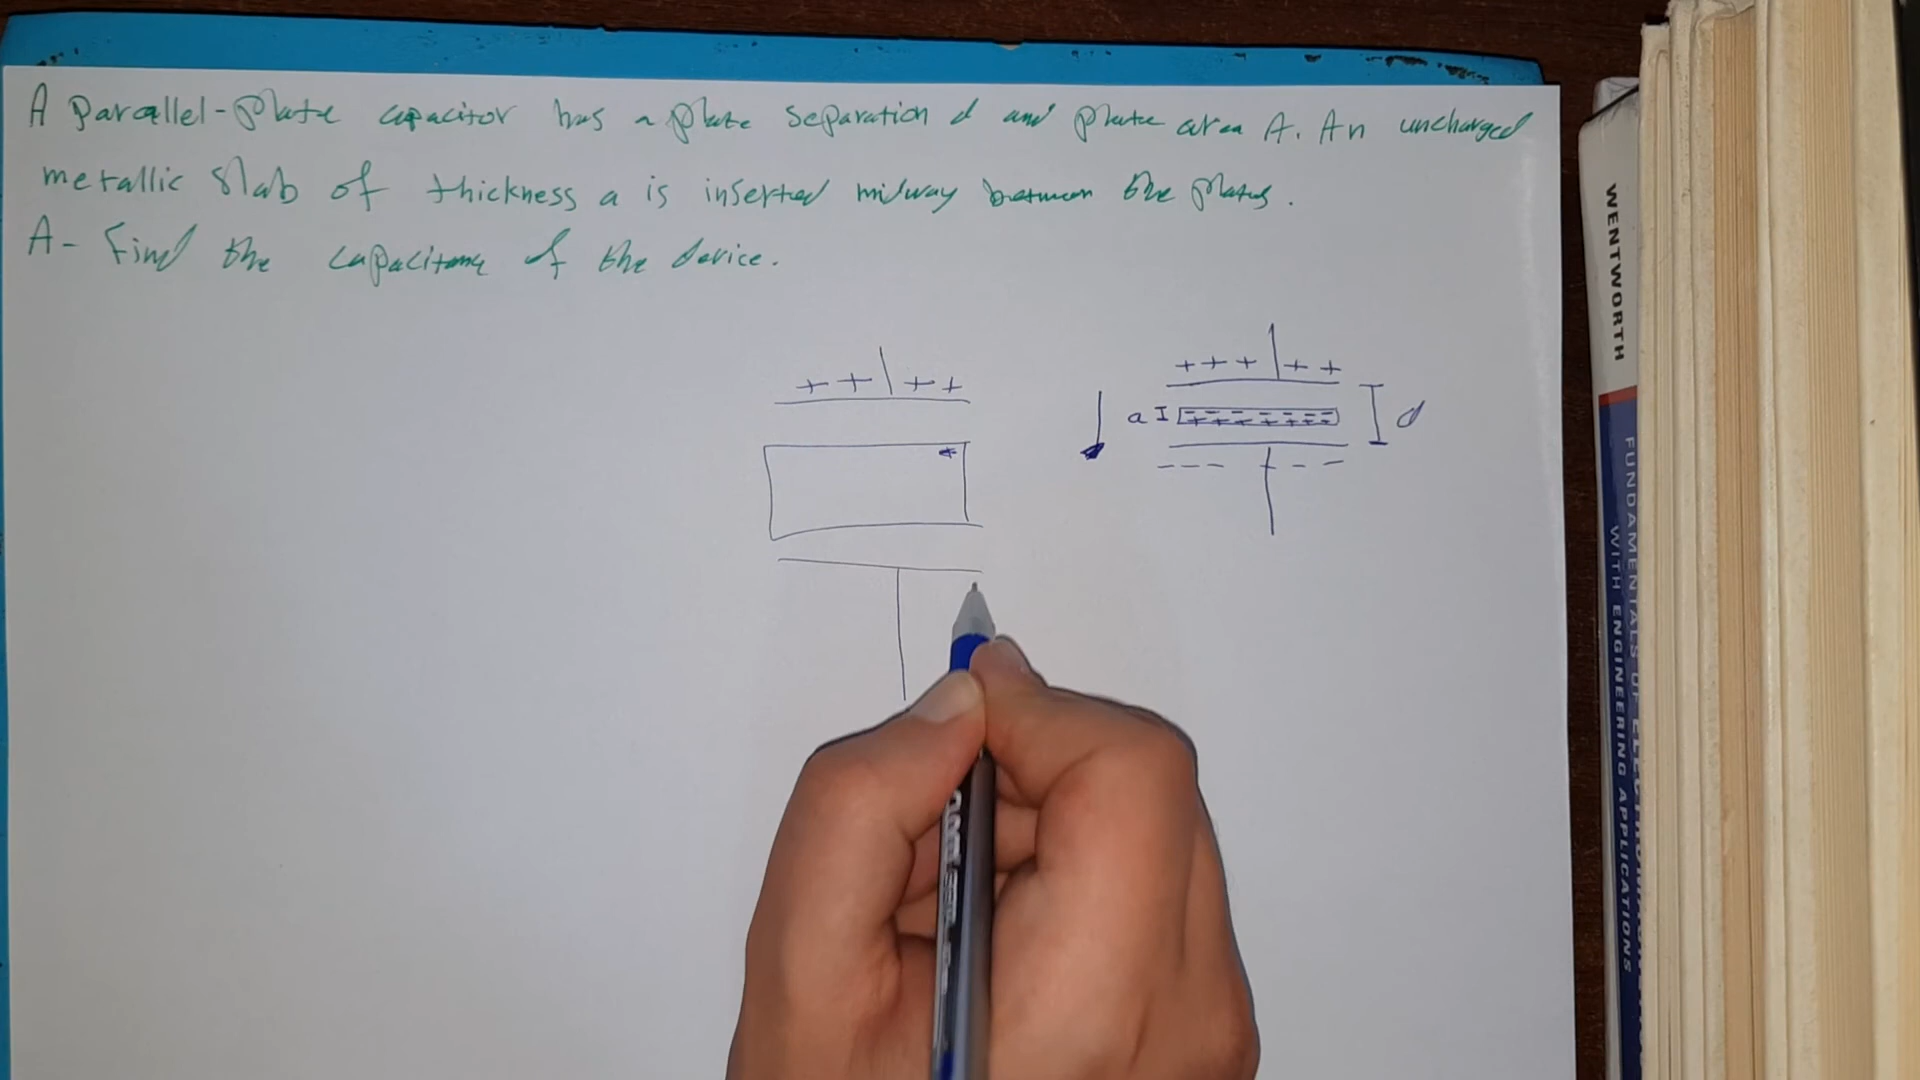 A parallel-plate capacitor has a plate separation d and plate area A. An uncharged
metallic slab of thickness a is inserted midway between the plates.
A- Find the capacitance of the device.
+ + + +
+ + + + +
a
d
WENTWORTH
FUNDAMENTALS OF
WITH ENGINEERING APPLICATIONS